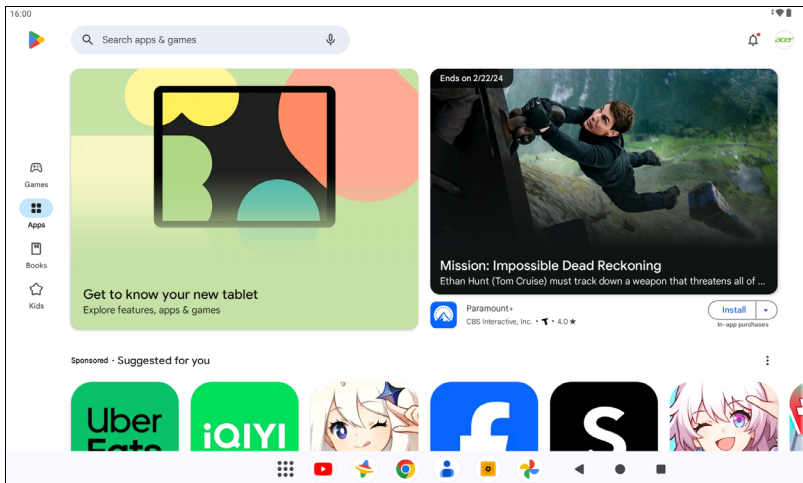 16:00
Search apps & games
acer
Games
Apps
Books
Kids
Get to know your new tablet
Explore features, apps & games
Ends on 2/22/24
Mission: Impossible Dead Reckoning
Ethan Hunt (Tom Cruise) must track down a weapon that threatens all of ...
Paramount+
CBS Interactive, Inc. • T • 4.0 ★
Install
In-app purchases
Sponsored · Suggested for you
Uber
Eats
iQIYI
f
S